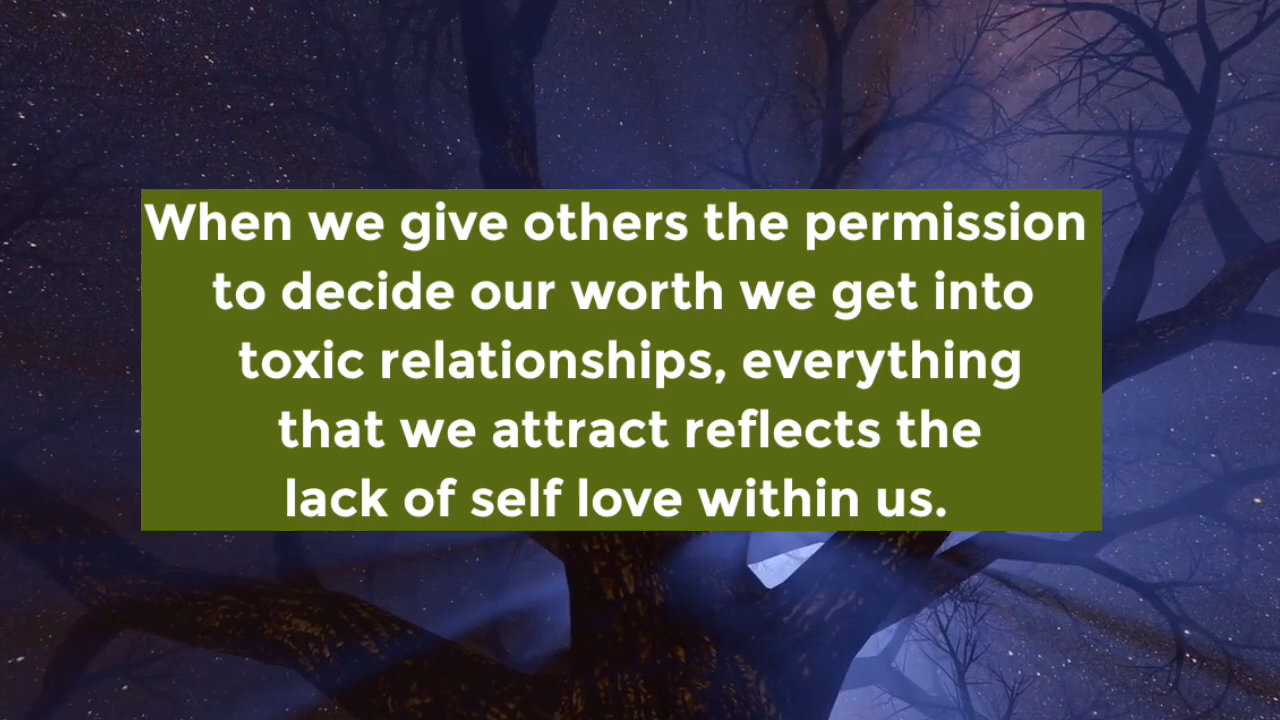 When we give others the permission
to decide our worth we get into
toxic relationships, everything
that we attract reflects the
lack of self love within us.